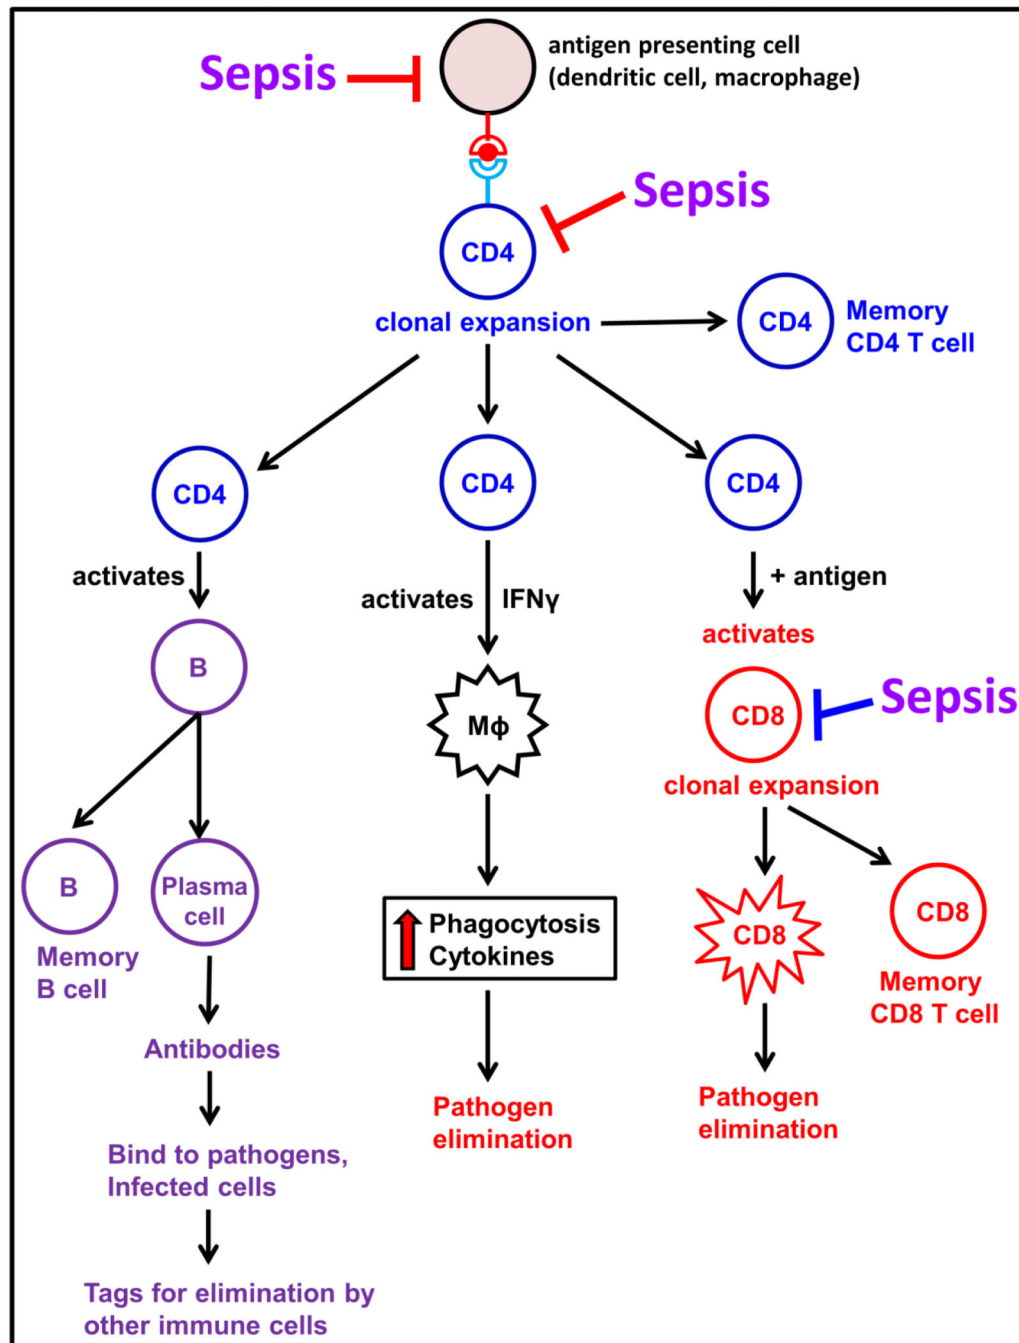 antigen presenting cell
(dendritic cell, macrophage)
Sepsis
Sepsis
CD4
clonal expansion
CD4
Memory
CD4 T cell
CD4
CD4
CD4
activates
activates
IFNγ
+ antigen
activates
B
Mϕ
CD8
Sepsis
clonal expansion
B
Plasma
cell
Memory
B cell
Phagocytosis
Cytokines
CD8
CD8
Memory
CD8 T cell
Antibodies
Pathogen
elimination
Pathogen
elimination
Bind to pathogens,
Infected cells
Tags for elimination by
other immune cells